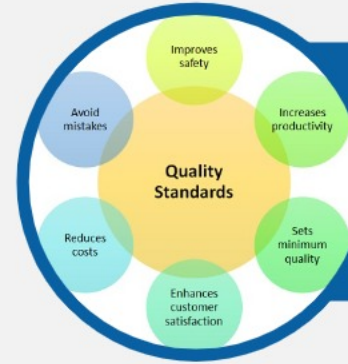 Improves
safety
Increases
productivity
Sets
minimum
quality
Enhances
customer
satisfaction
Reduces
costs
Avoid
mistakes
Quality
Standards